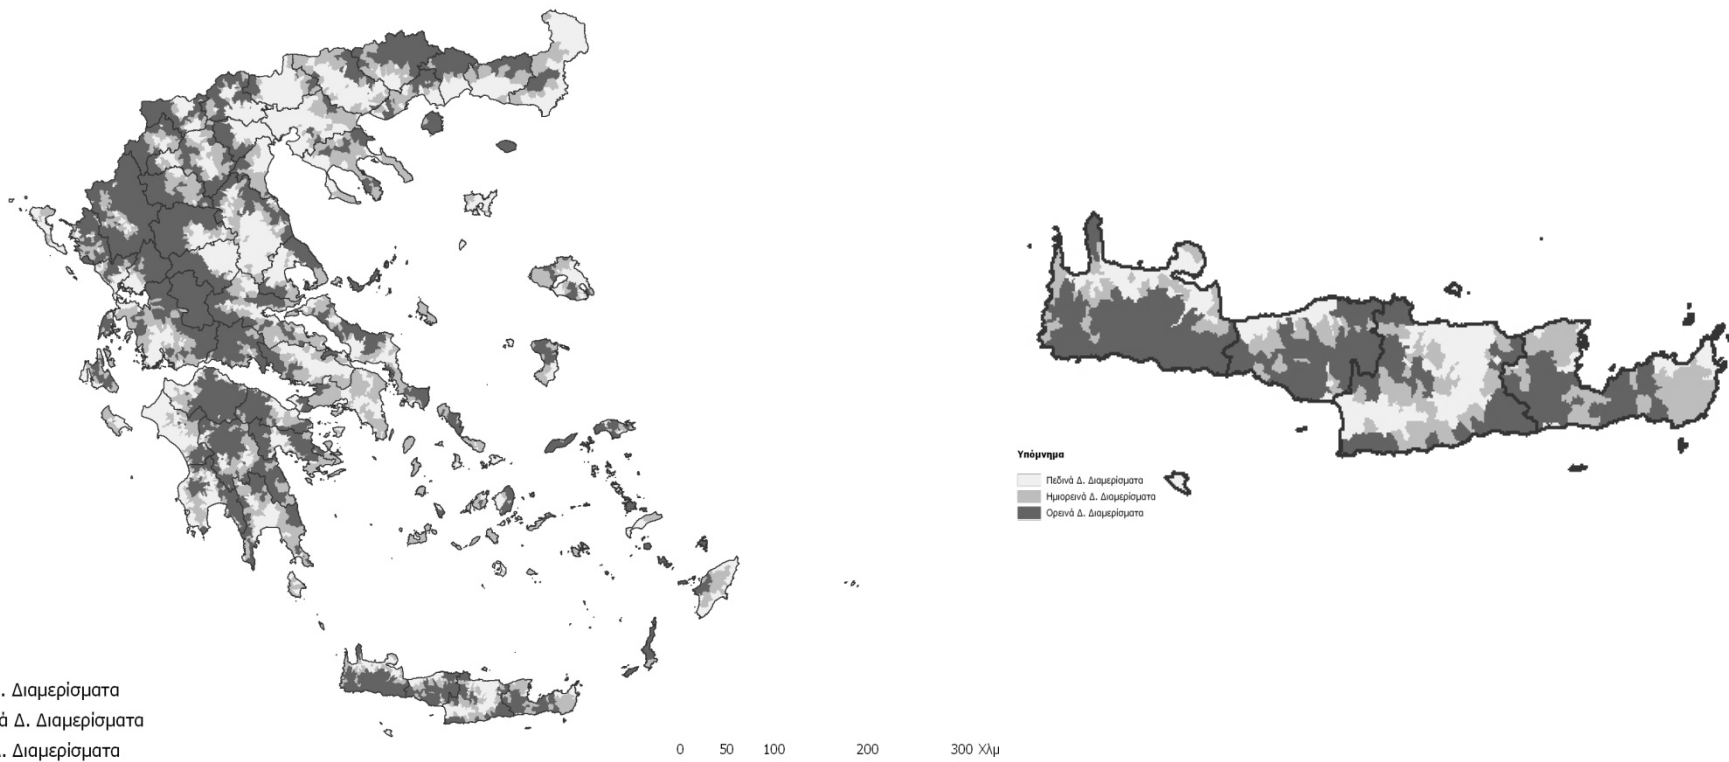 . Διαμερίσματα
ά Δ. Διαμερίσματα
. Διαμερίσματα
0 50 100 200 300 Χλμ
Υπόμνημα
Πεδινά Δ. Διαμερίσματα
Ημιορεινά Δ. Διαμερίσματα
Ορεινά Δ. Διαμερίσματα